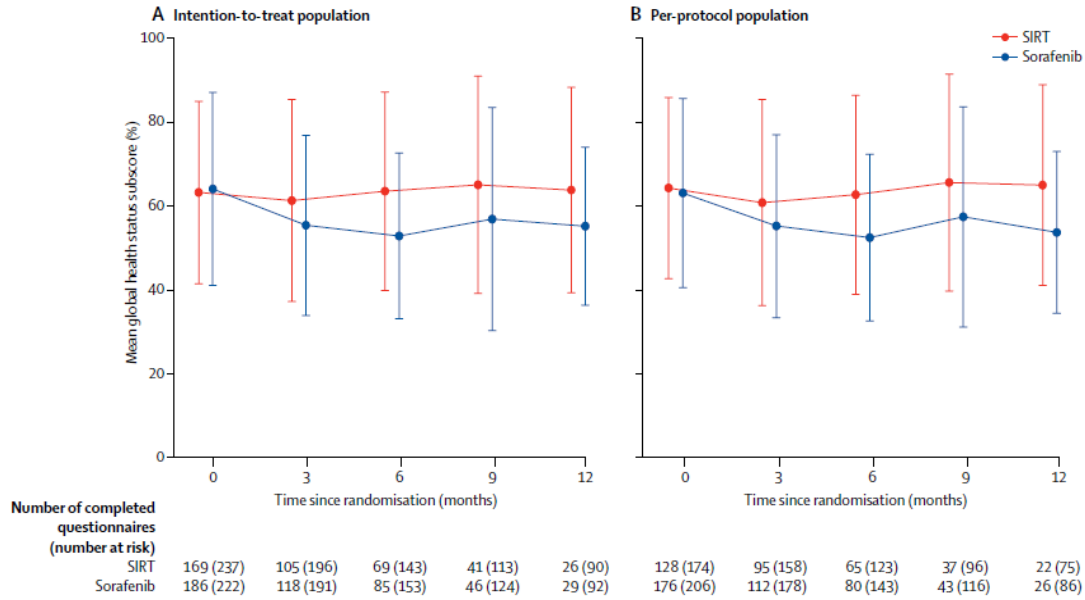 A Intention-to-treat population
B Per-protocol population
SIRT
Sorafenib
Mean global health status subscore (%)
100
80
60
40
20
0
0 3 6 9 12
0 3 6 9 12
Time since randomisation (months)
Time since randomisation (months)
Number of completed
questionnaires
(number at risk)
SIRT 169 (237) 105 (196) 69 (143) 41 (113) 26 (90) 128 (174) 95 (158) 65 (123) 37 (96) 22 (75)
Sorafenib 186 (222) 118 (191) 85 (153) 46 (124) 29 (92) 176 (206) 112 (178) 80 (143) 43 (116) 26 (86)